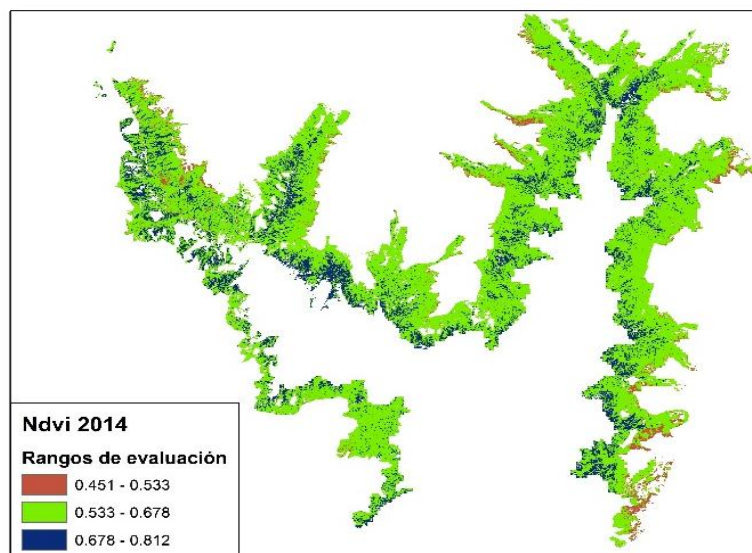 Ndvi 2014
Rangos de evaluación
0.451 - 0.533
0.533 - 0.678
0.678 - 0.812